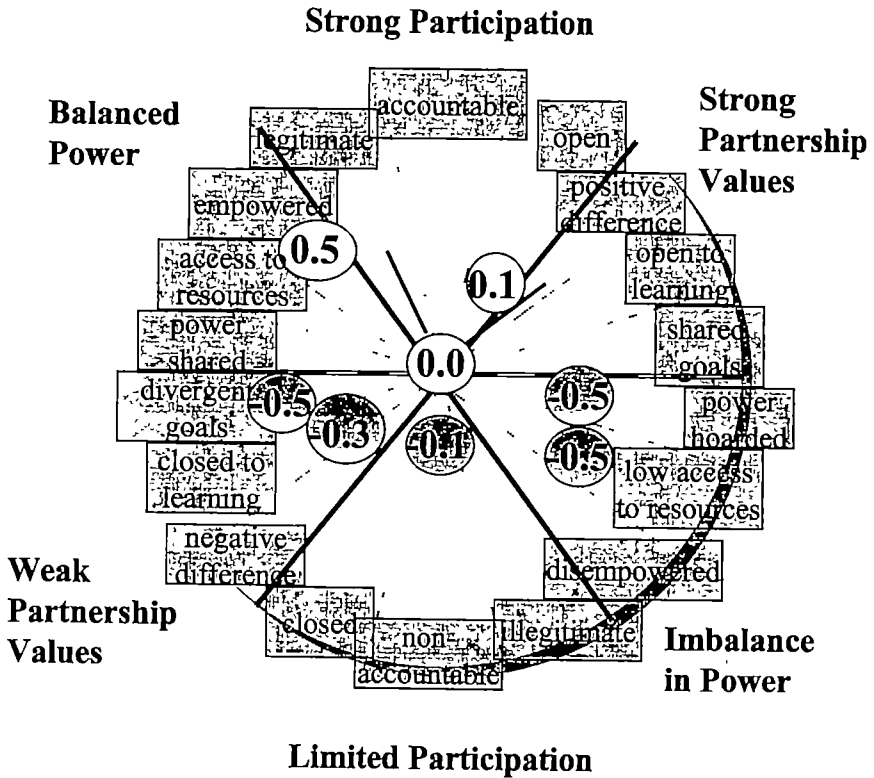 Strong Participation
Balanced
Power
Strong
Partnership
Values
accountable
legitimate
open
empowered
positive
difference
0.5
access to
resources
open to
learning
0.1
power
shared
shared
goals
0.0
divergent
goals
-0.5
-0.3
-0.1
-0.5
-0.5
power
hoarded
closed to
learning
low access
to resources
negative
difference
disempowered
Weak
Partnership
Values
closed
non-
accountable
illegitimate
Imbalance
in Power
Limited Participation